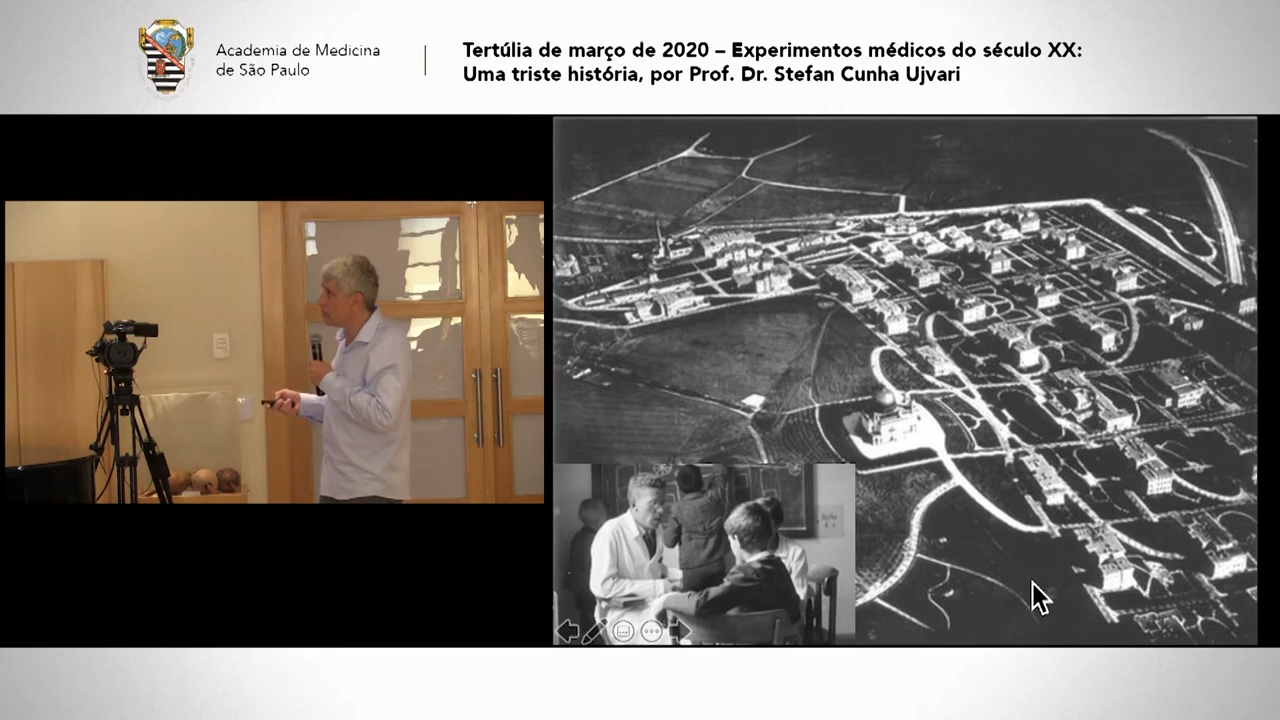 Academia de Medicina
de São Paulo
Tertúlia de março de 2020 – Experimentos médicos do século XX:
Uma triste história, por Prof. Dr. Stefan Cunha Ujvari